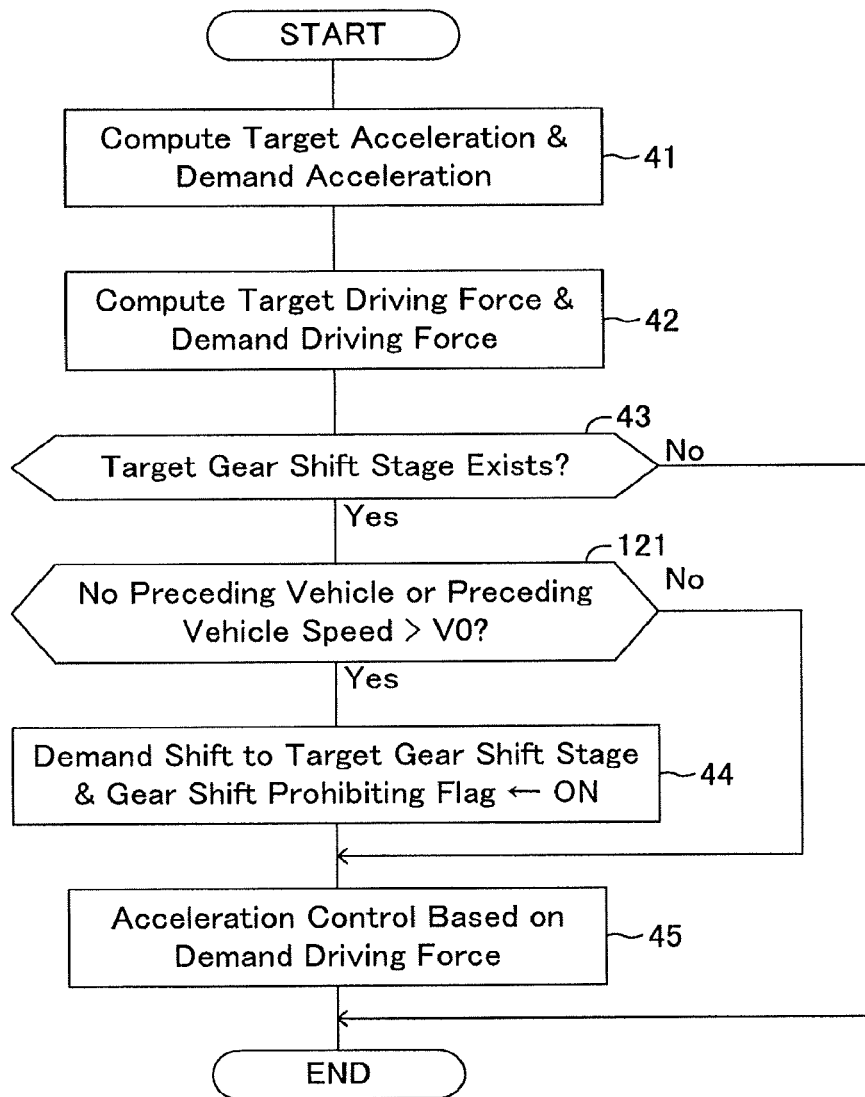 START
Compute Target Acceleration &
Demand Acceleration
41
Compute Target Driving Force &
Demand Driving Force
42
43
Target Gear Shift Stage Exists?
No
Yes
121
No Preceding Vehicle or Preceding
Vehicle Speed > V0?
No
Yes
Demand Shift to Target Gear Shift Stage
& Gear Shift Prohibiting Flag ← ON
44
Acceleration Control Based on
Demand Driving Force
45
END